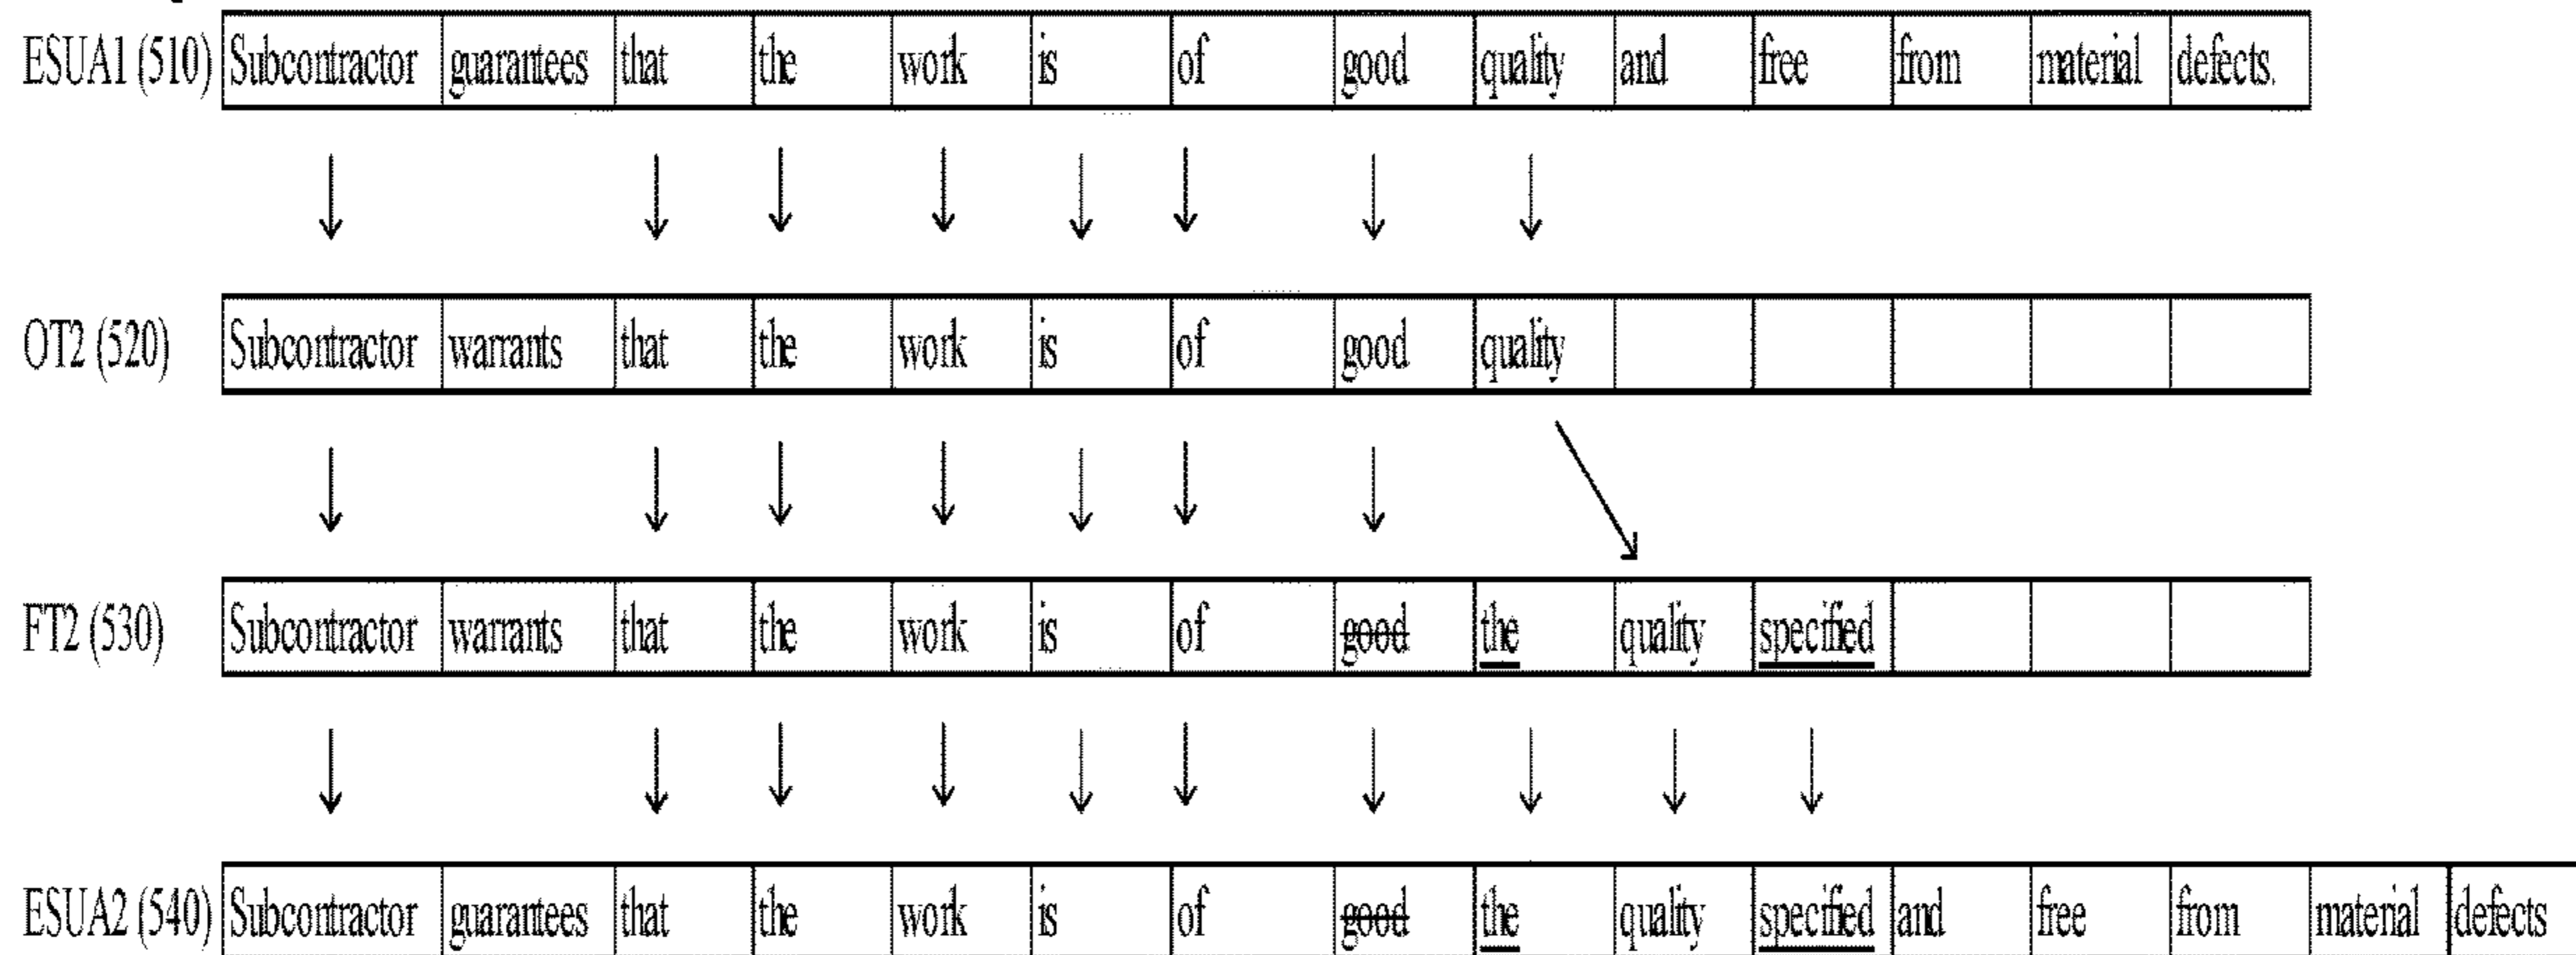 ESUA1 (510) Subcontractor guarantees that the work is of good quality and free from material defects.
OT2 (520) Subcontractor warrants that the work is of good quality
FT2 (530) Subcontractor warrants that the work is of good the quality specified
ESUA2 (540) Subcontractor guarantees that the work is of good the quality specified and free from material defects